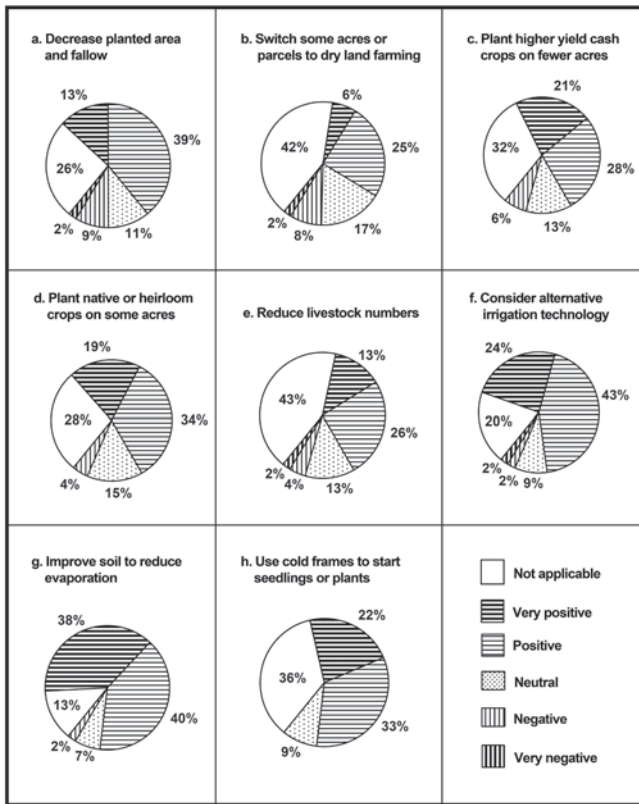 a. Decrease planted area
and fallow
13%
39%
26%
2%
9%
11%
b. Switch some acres or
parcels to dry land farming
6%
42%
25%
2%
8%
17%
c. Plant higher yield cash
crops on fewer acres
21%
32%
28%
6%
13%
d. Plant native or heirloom
crops on some acres
19%
28%
34%
4%
15%
e. Reduce livestock numbers
13%
43%
26%
2%
4%
13%
f. Consider alternative
irrigation technology
24%
43%
20%
2%
2%
9%
g. Improve soil to reduce
evaporation
38%
13%
40%
2%
7%
h. Use cold frames to start
seedlings or plants
22%
36%
33%
9%
Not applicable
Very positive
Positive
Neutral
Negative
Very negative